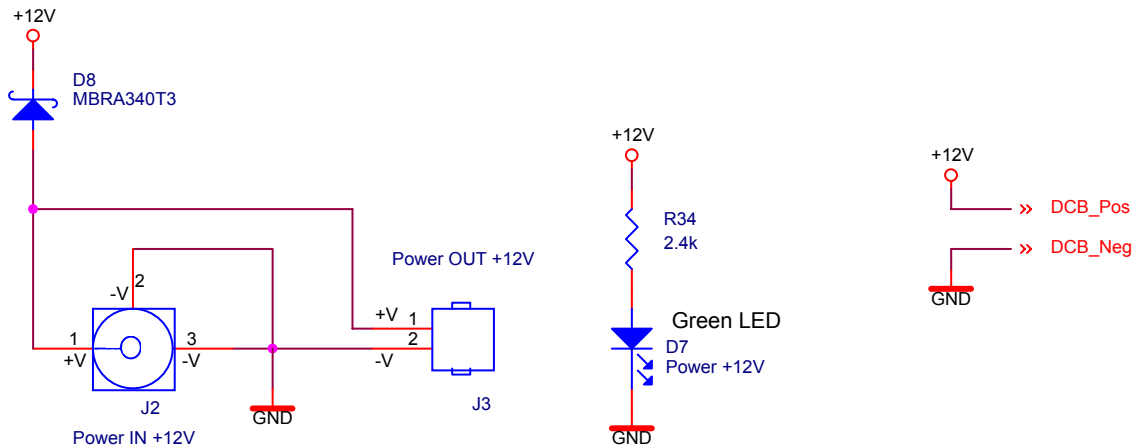 +12V
D8
MBRA340T3
2
-V
1
+V
3
-V
J2
Power IN +12V
GND
Power OUT +12V
+V
1
2
-V
J3
+12V
R34
2.4k
Green LED
D7
Power +12V
GND
+12V
DCB_Pos
DCB_Neg
GND